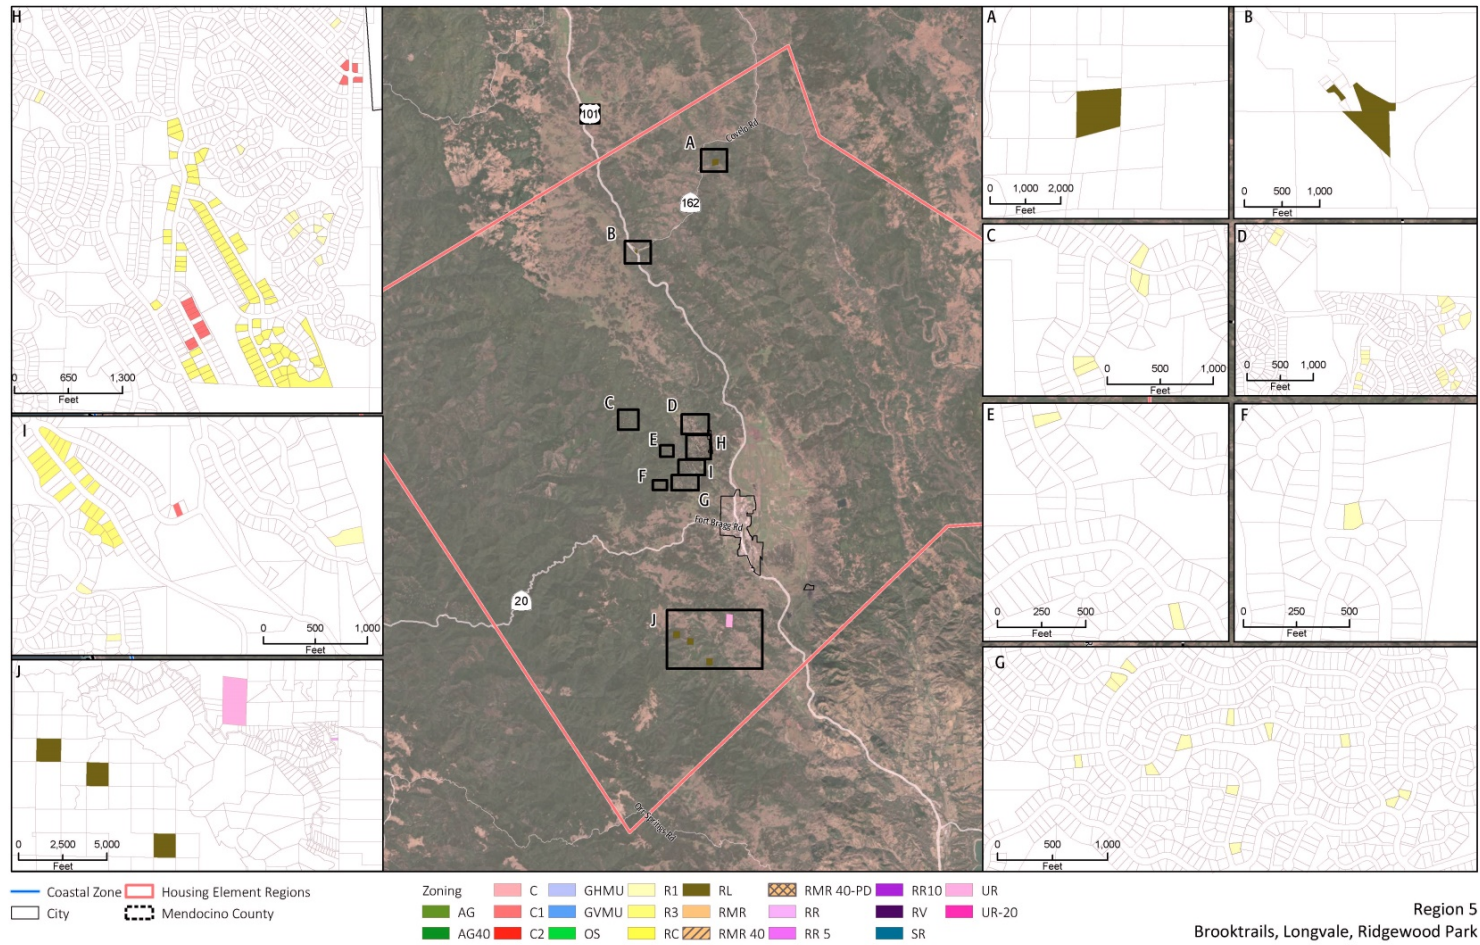 H
0 650 1,300
Feet
I
0 500 1,000
Feet
J
0 2,500 5,000
Feet
101
A
Covelo Rd
162
B
C
D
E
H
I
F
G
Fort Bragg Rd
20
J
Orr Springs Rd
A
0 1,000 2,000
Feet
B
0 500 1,000
Feet
C
0 500 1,000
Feet
D
0 500 1,000
Feet
E
0 250 500
Feet
F
0 250 500
Feet
G
0 500 1,000
Feet
Coastal Zone Housing Element Regions
City Mendocino County
Zoning C GHMU R1 RL RMR 40-PD RR10 UR
AG C1 GVMU R3 RMR RR RV UR-20
AG40 C2 OS RC RMR 40 RR 5 SR
Region 5
Brooktrails, Longvale, Ridgewood Park